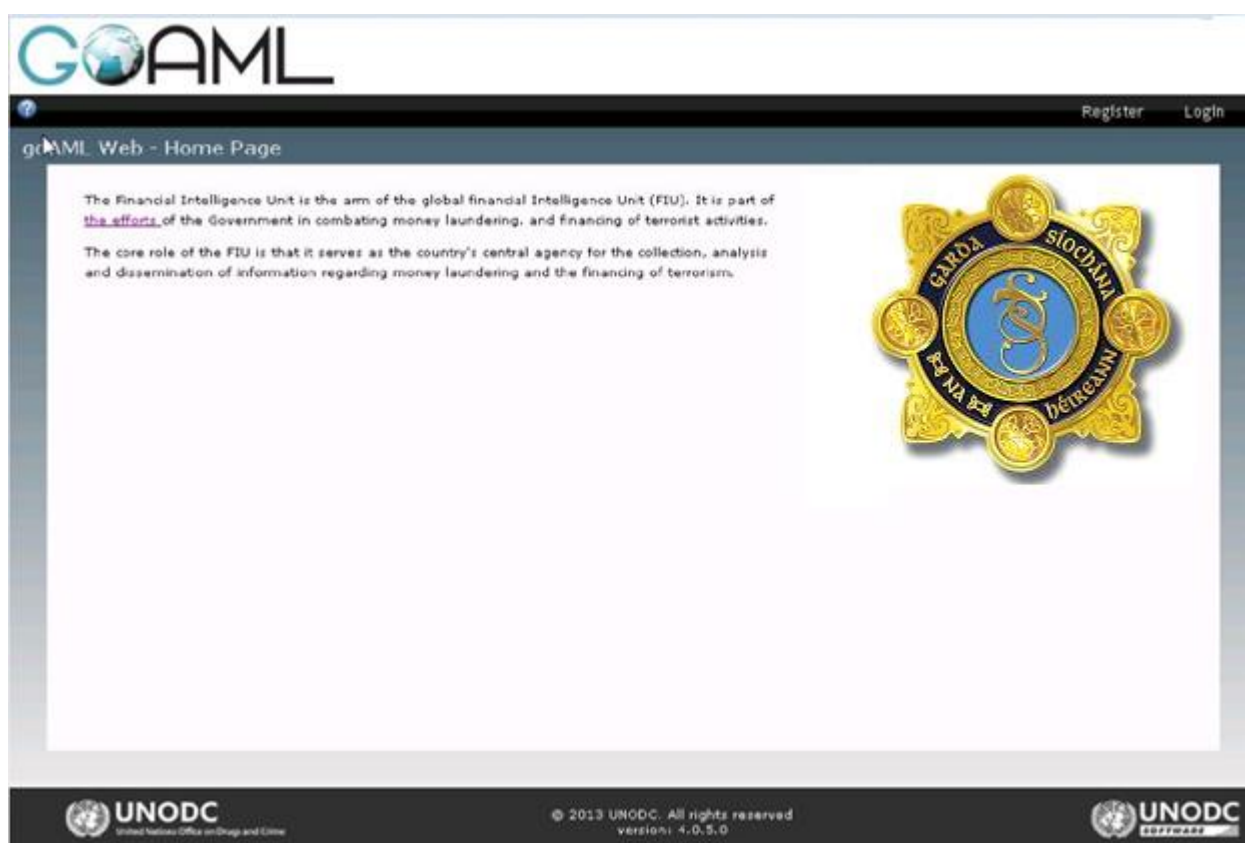 GOAML
Register Login
goAML Web - Home Page
The Financial Intelligence Unit is the arm of the global financial Intelligence Unit (FIU). It is part of
the efforts of the Government in combating money laundering, and financing of terrorist activities.
The core role of the FIU is that it serves as the country's central agency for the collection, analysis
and dissemination of information regarding money laundering and the financing of terrorism.
GARDA SÍOCHÁNA
NA HÉIREANN
UNODC
United Nations Office on Drugs and Crime
© 2013 UNODC. All rights reserved
version: 4.0.5.0
UNODC
SOFTWARE